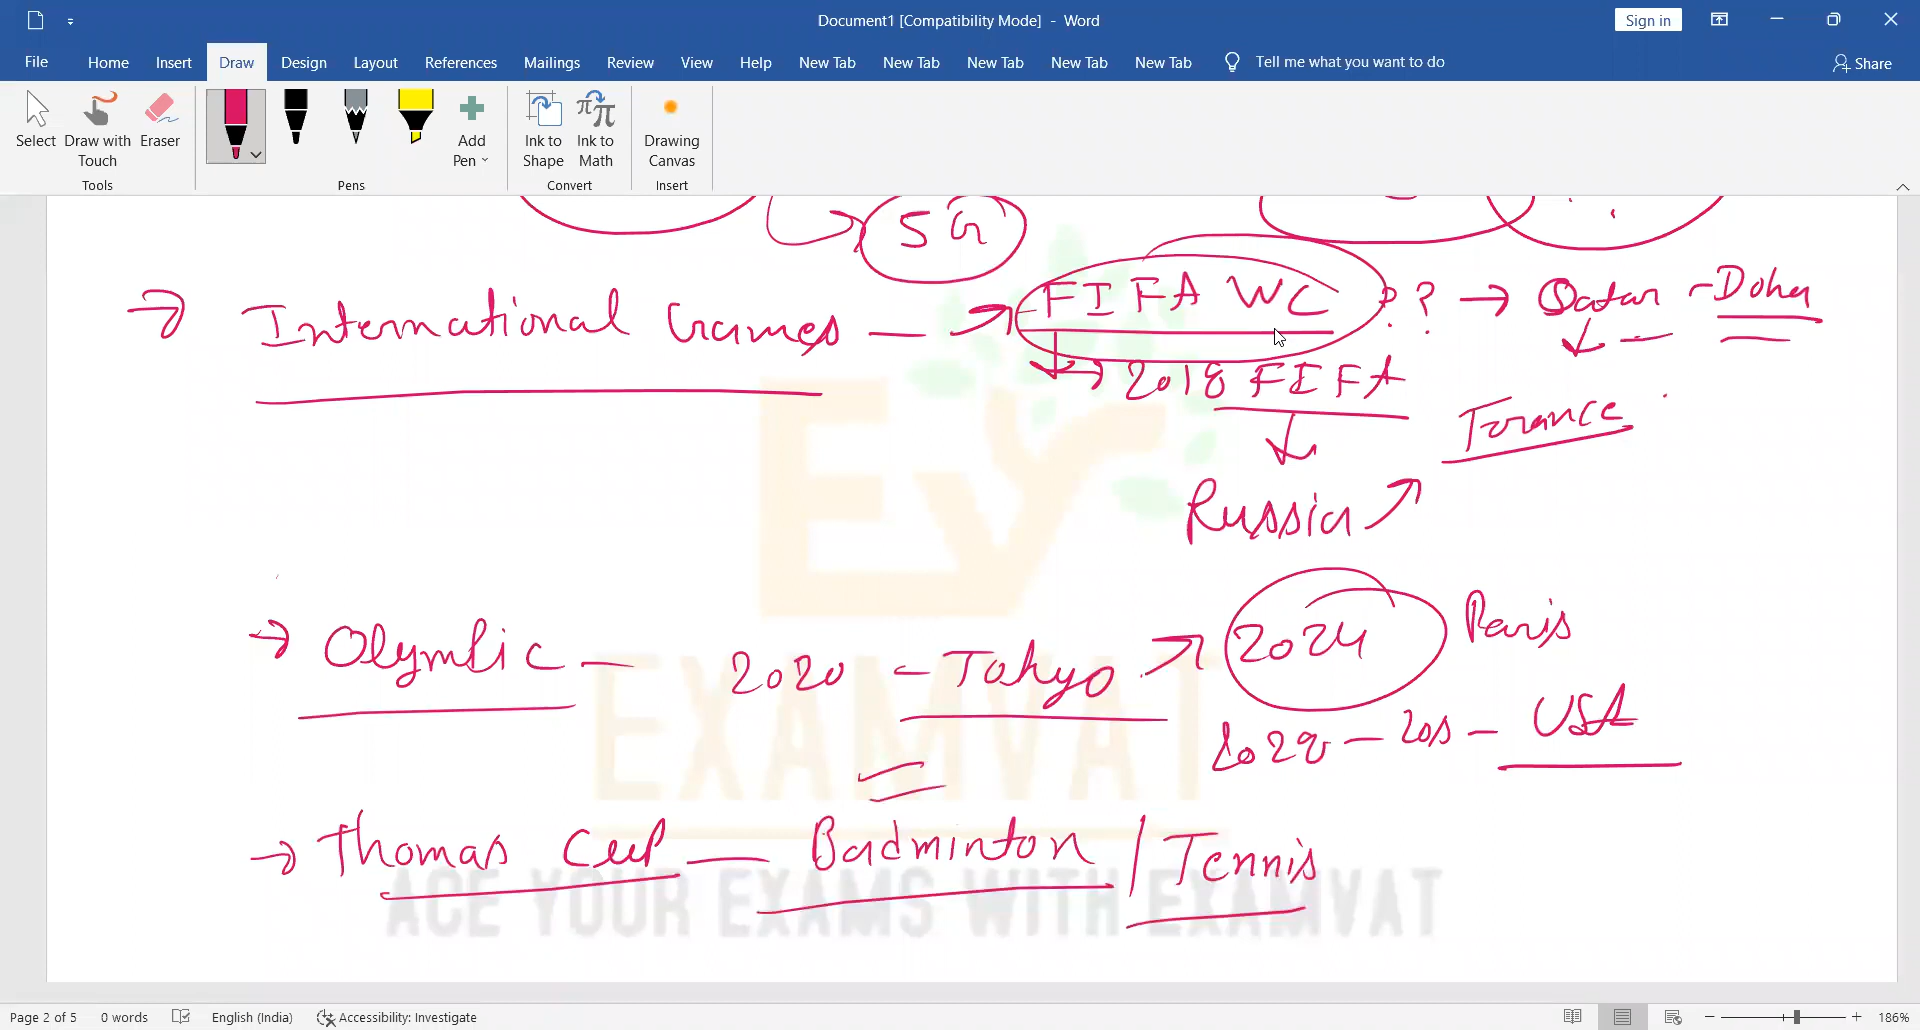 Document1 [Compatibility Mode] - Word
Sign in
File Home Insert Draw Design Layout References Mailings Review View Help New Tab New Tab New Tab New Tab New Tab Tell me what you want to do Share
Select Draw with Touch Eraser Add Pen Ink to Shape Ink to Math Drawing Canvas
Tools Pens Convert Insert
5G
→ International Games — → FIFA WC ?? → Qatar - Doha
→ 2018 FIFA
France
Russia
→ Olympic — 2020 - Tokyo → 2024 Paris
2028 — Los — USA
→ Thomas Cup — Badminton / Tennis
EXAMVAT
ACE YOUR EXAMS WITH EXAMVAT
Page 2 of 5 0 words English (India) Accessibility: Investigate 186%